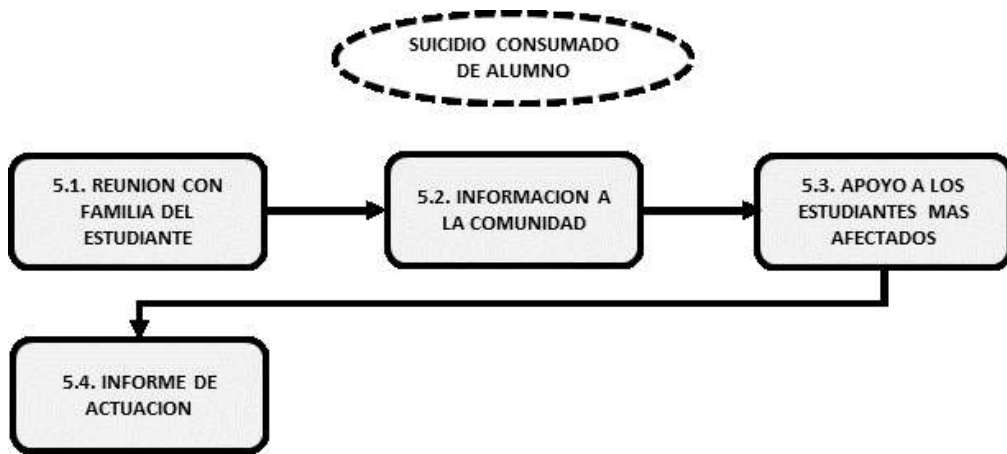 SUICIDIO CONSUMADO
DE ALUMNO
5.1. REUNION CON
FAMILIA DEL
ESTUDIANTE
5.2. INFORMACION A
LA COMUNIDAD
5.3. APOYO A LOS
ESTUDIANTES MAS
AFECTADOS
5.4. INFORME DE
ACTUACION